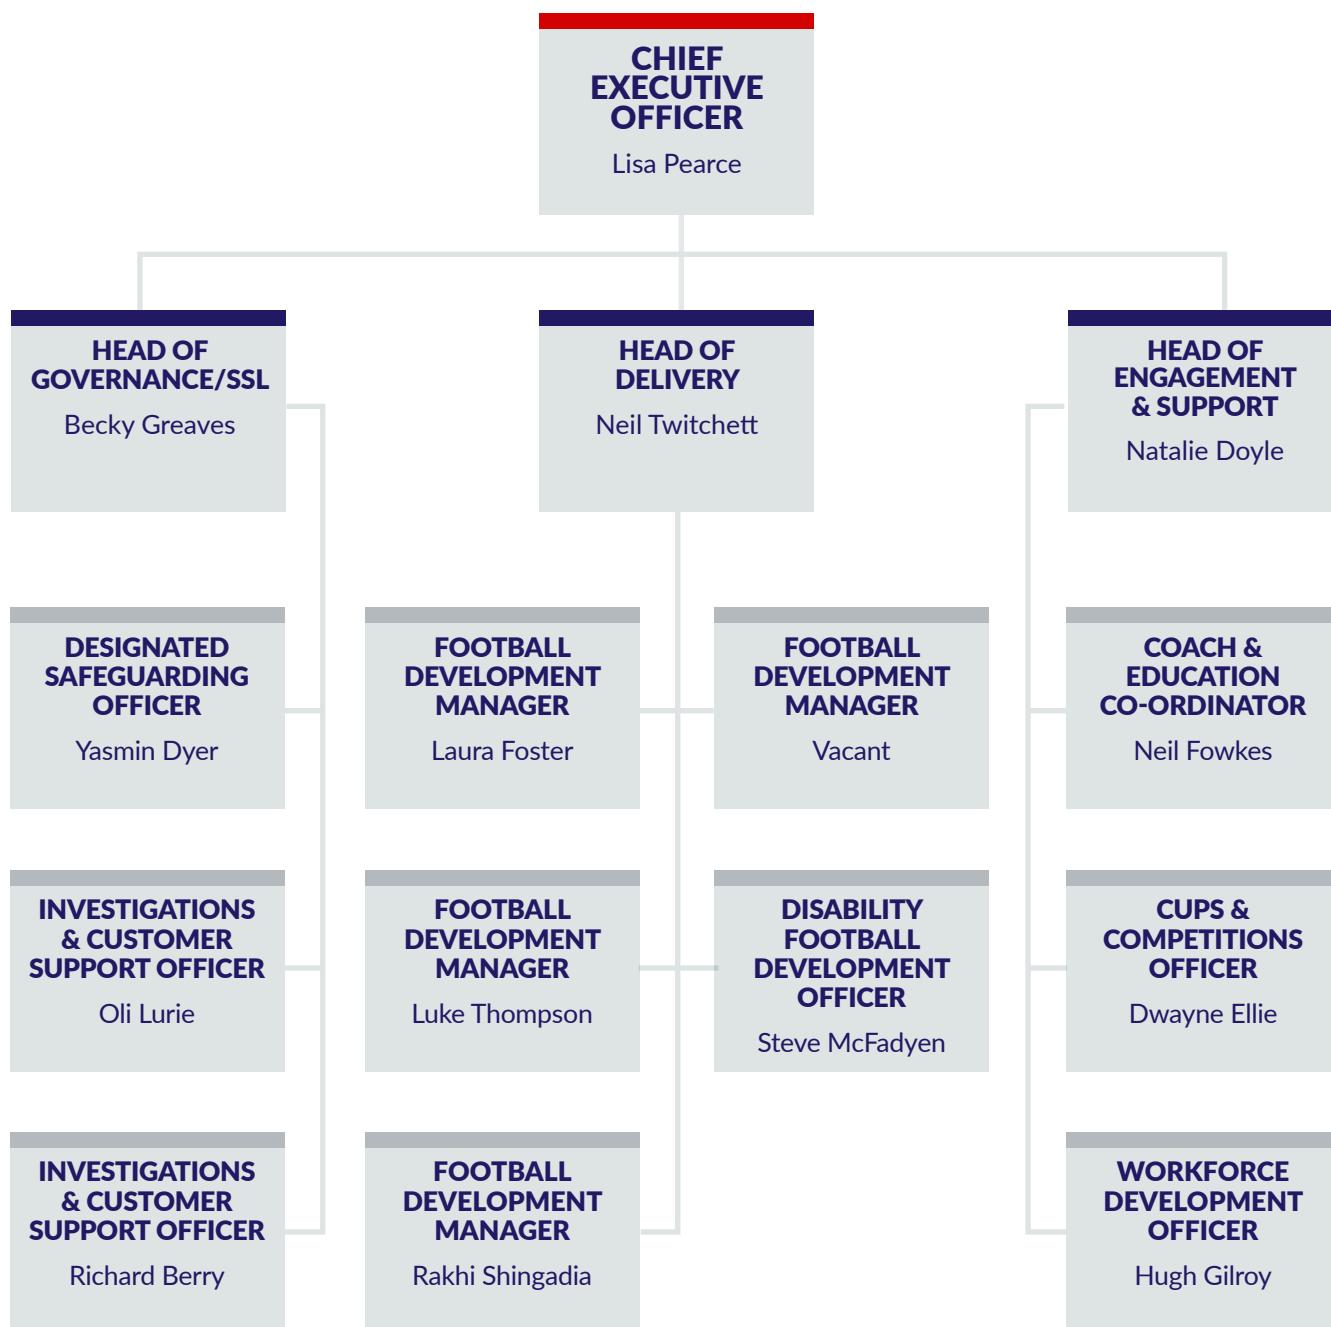 CHIEF
EXECUTIVE
OFFICER
Lisa Pearce
HEAD OF
GOVERNANCE/SSL
Becky Greaves
HEAD OF
DELIVERY
Neil Twitchett
HEAD OF
ENGAGEMENT
& SUPPORT
Natalie Doyle
DESIGNATED
SAFEGUARDING
OFFICER
Yasmin Dyer
FOOTBALL
DEVELOPMENT
MANAGER
Laura Foster
FOOTBALL
DEVELOPMENT
MANAGER
Vacant
COACH &
EDUCATION
CO-ORDINATOR
Neil Fowkes
INVESTIGATIONS
& CUSTOMER
SUPPORT OFFICER
Oli Lurie
FOOTBALL
DEVELOPMENT
MANAGER
Luke Thompson
DISABILITY
FOOTBALL
DEVELOPMENT
OFFICER
Steve McFadyen
CUPS &
COMPETITIONS
OFFICER
Dwayne Ellie
INVESTIGATIONS
& CUSTOMER
SUPPORT OFFICER
Richard Berry
FOOTBALL
DEVELOPMENT
MANAGER
Rakhi Shingadia
WORKFORCE
DEVELOPMENT
OFFICER
Hugh Gilroy